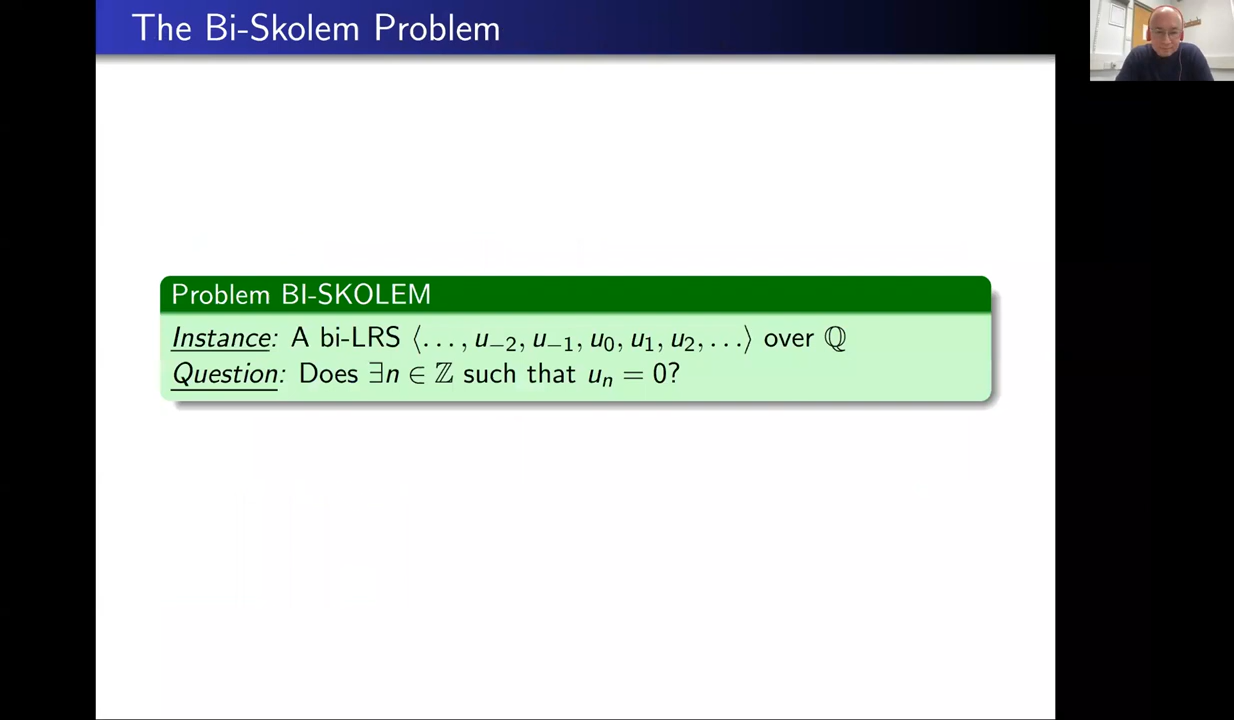 The Bi-Skolem Problem
Problem BI-SKOLEM
Instance: A bi-LRS ⟨…, u₋₂, u₋₁, u₀, u₁, u₂, …⟩ over ℚ
Question: Does ∃n ∈ ℤ such that uₙ = 0?